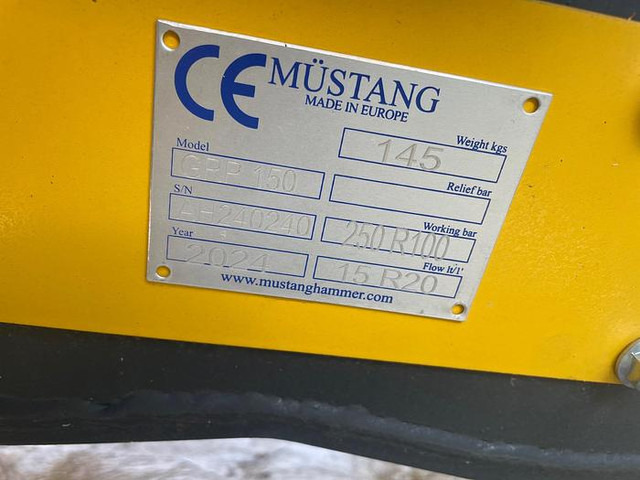 CE MÜSTANG
MADE IN EUROPE
Weight kgs
145
Model
GRP 150
Relief bar
S/N
AH240240
Working bar
250 R100
Year
2024
Flow lt/1'
15 R20
www.mustanghammer.com